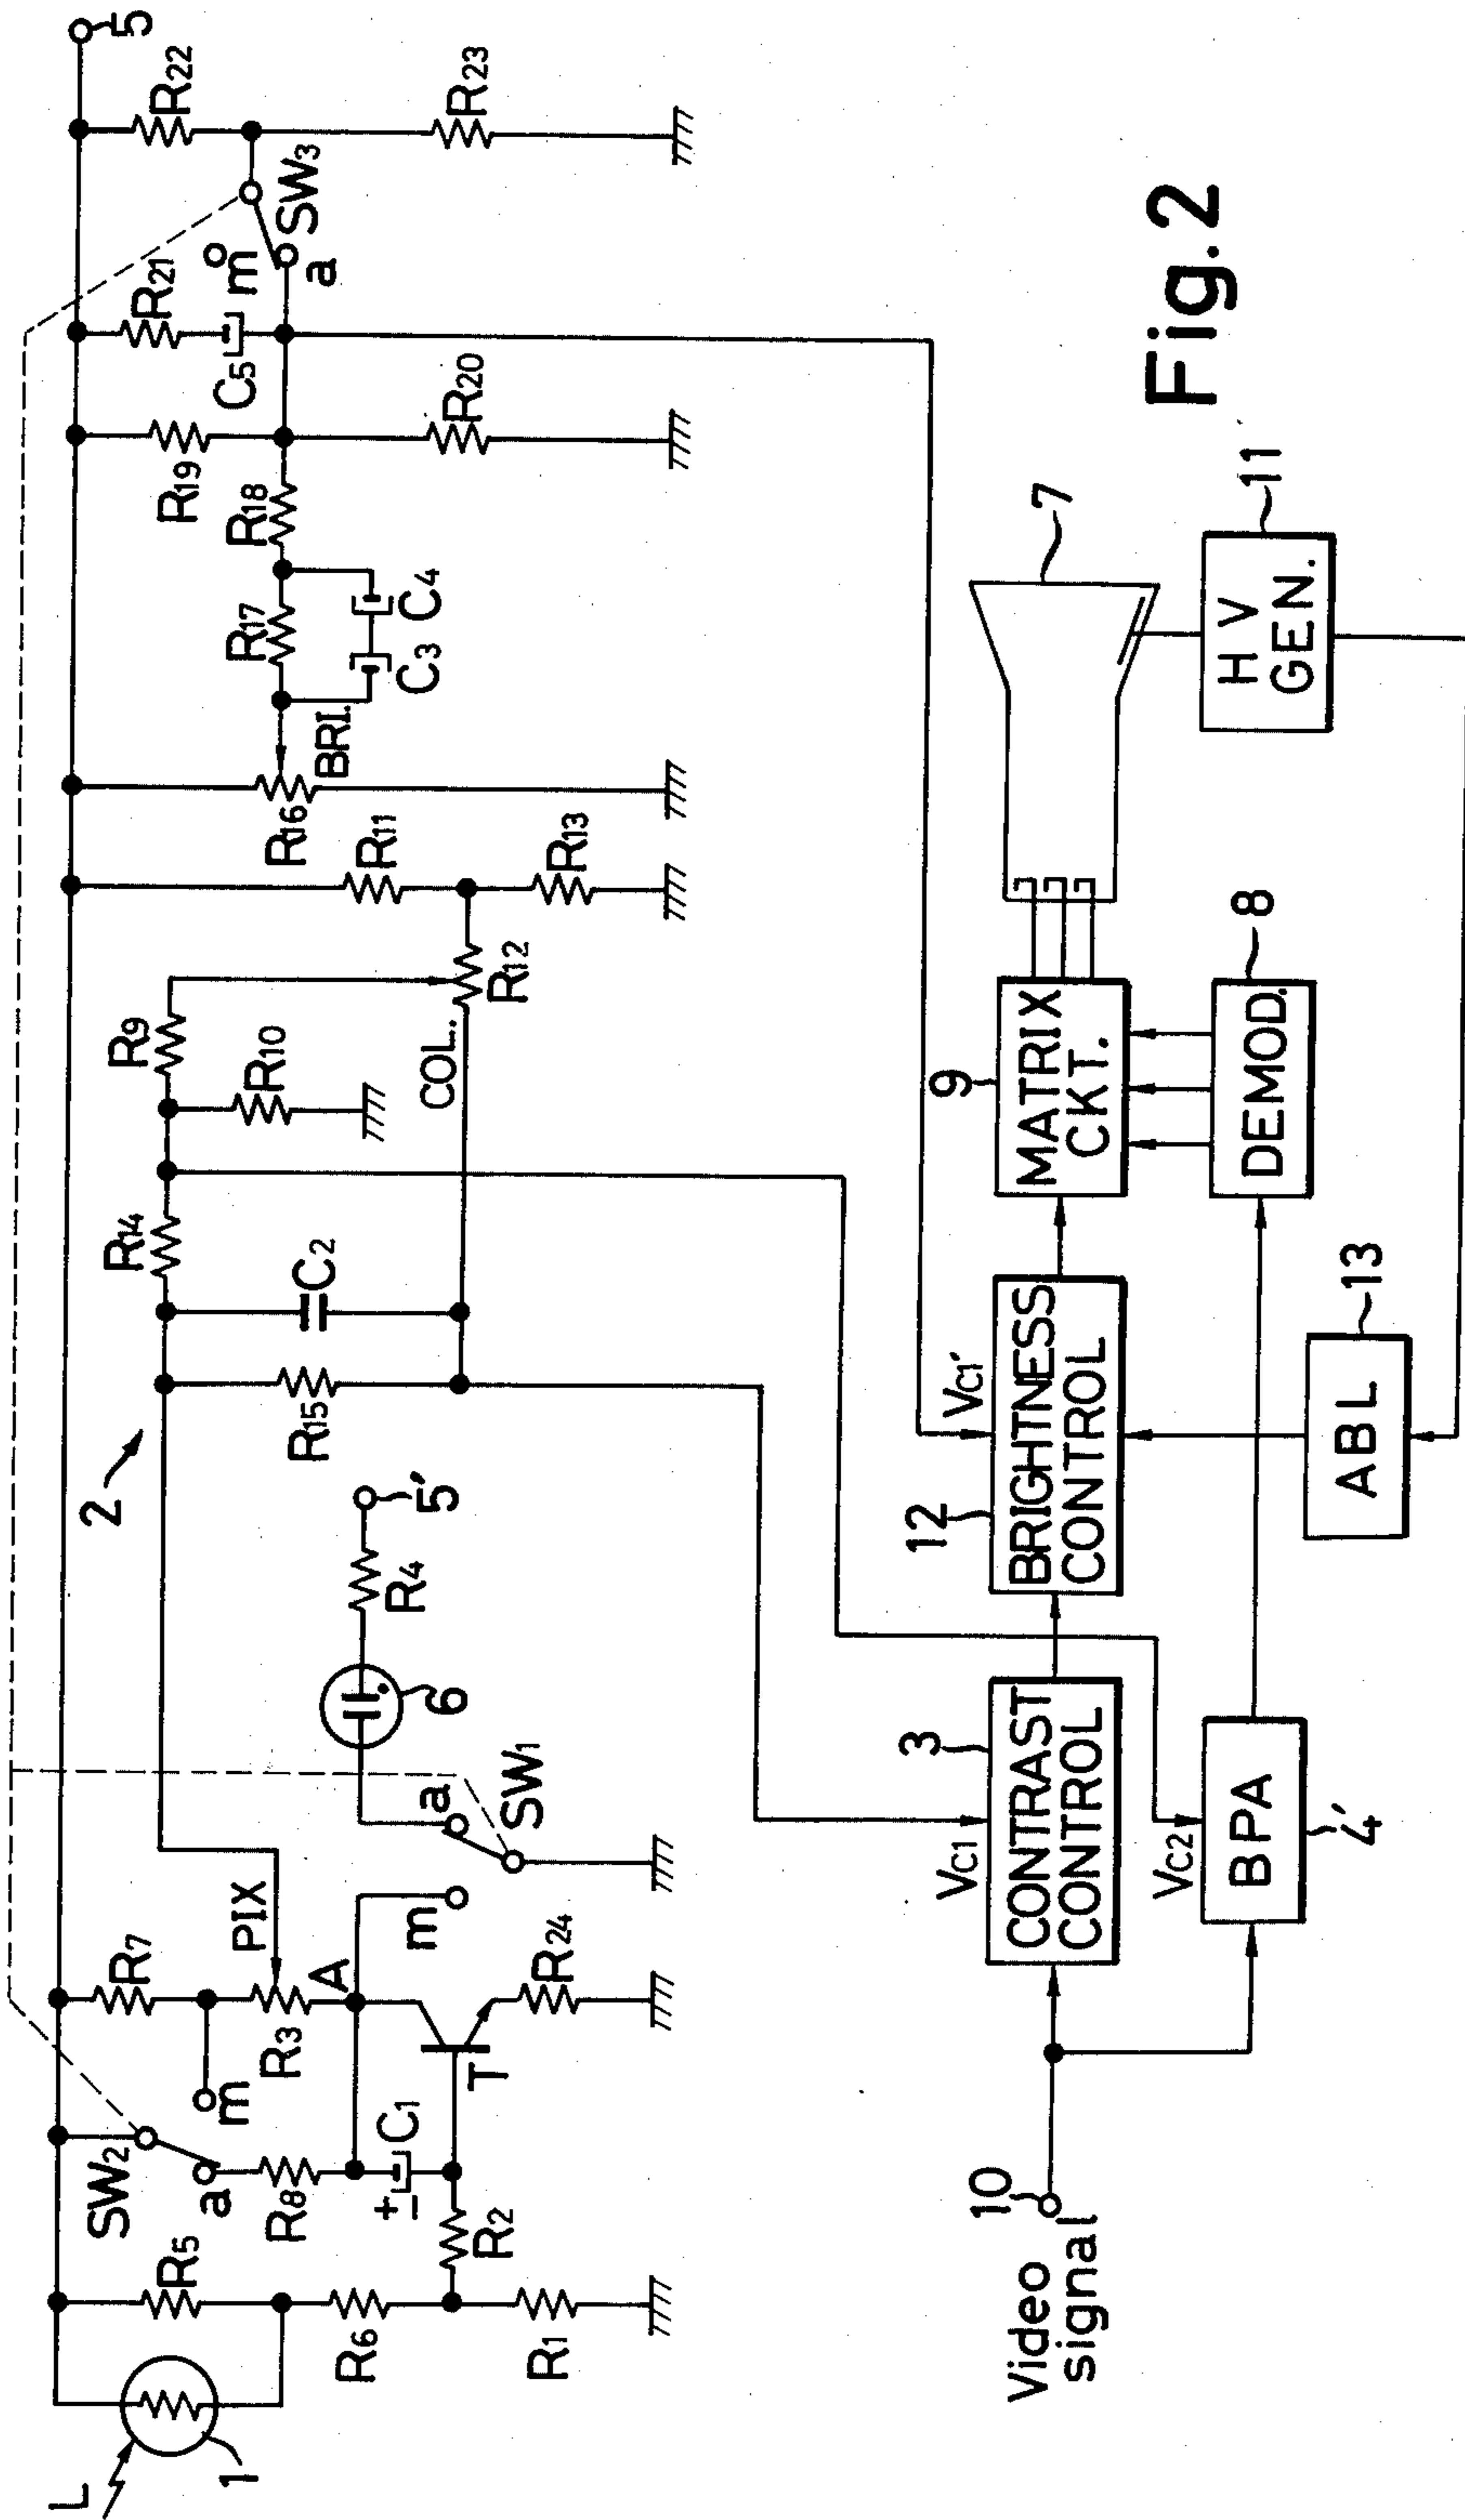 5
R22
R23
SW3
m
a
R21
C5
R19
R20
R18
R17
C4
C3
BRI.
R16
R11
R13
R12
COL.
R9
R10
R14
C2
R15
2
5'
R4
6
SW1
a
m
PIX
R7
R3
A
T
R24
SW2
m
a
R8
C1
+
-
R2
R5
R6
R1
L
1
Fig.2
Video
signal
10
VC1
CONTRAST
CONTROL
3
VC2
BPA
4'
VC1'
BRIGHTNESS
CONTROL
12
ABL
13
MATRIX
CKT.
9
DEMOD.
8
7
HV
GEN.
11